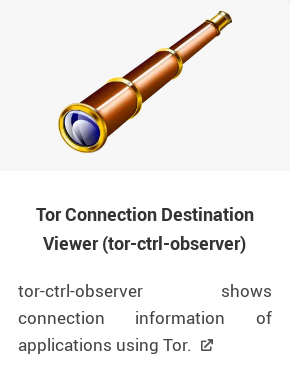 Tor Connection Destination
Viewer (tor-ctrl-observer)
tor-ctrl-observer shows
connection information of
applications using Tor.